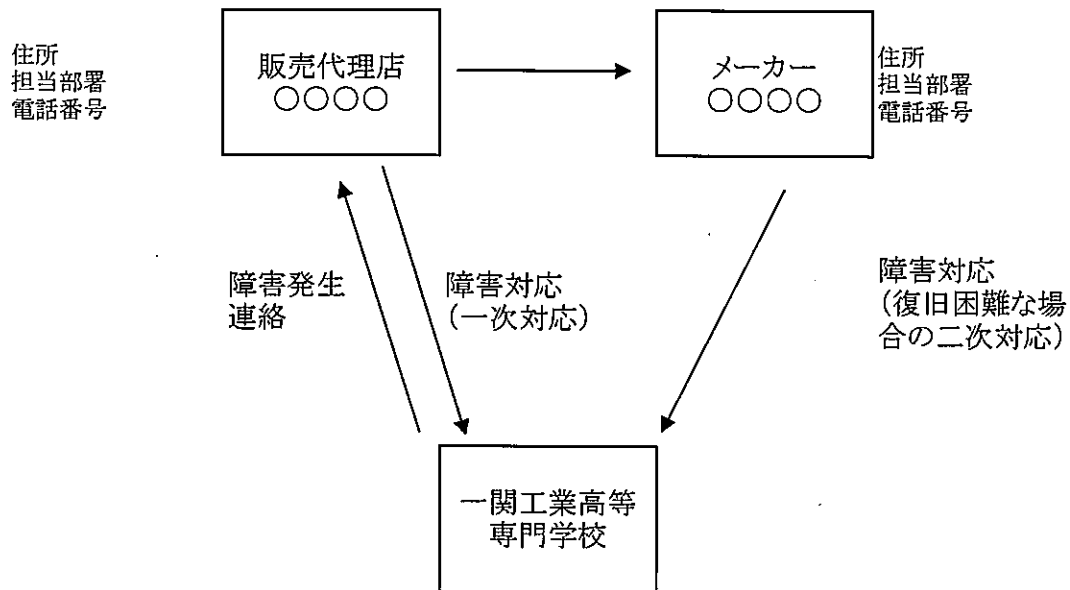 住所
担当部署
電話番号
販売代理店
○○○○
メーカー
○○○○
住所
担当部署
電話番号
障害発生
連絡
障害対応
(一次対応)
障害対応
(復旧困難な場
合の二次対応)
一関工業高等
専門学校